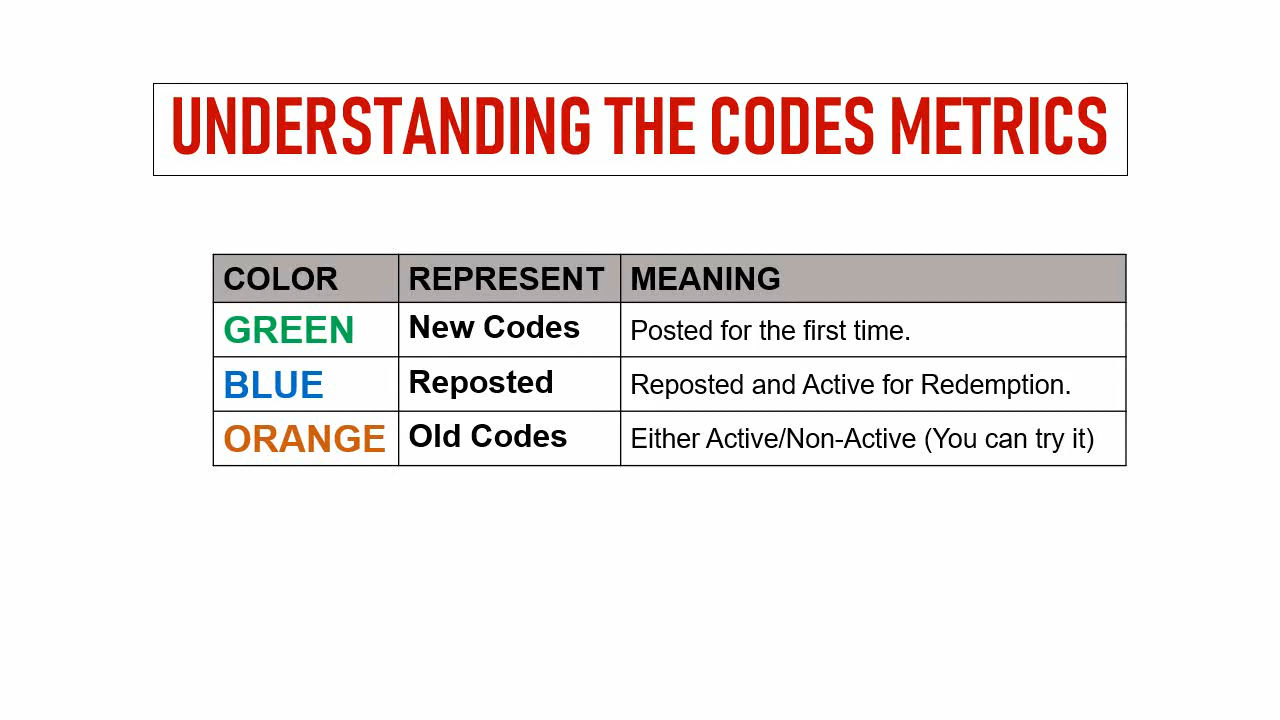 UNDERSTANDING THE CODES METRICS
COLOR REPRESENT MEANING
GREEN New Codes Posted for the first time.
BLUE Reposted Reposted and Active for Redemption.
ORANGE Old Codes Either Active/Non-Active (You can try it)